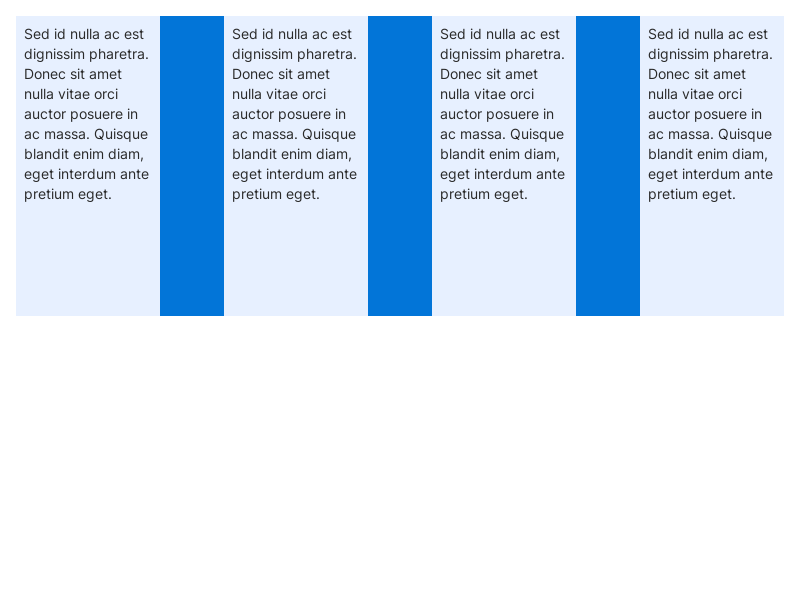 Sed id nulla ac est
dignissim pharetra.
Donec sit amet
nulla vitae orci
auctor posuere in
ac massa. Quisque
blandit enim diam,
eget interdum ante
pretium eget.
Sed id nulla ac est
dignissim pharetra.
Donec sit amet
nulla vitae orci
auctor posuere in
ac massa. Quisque
blandit enim diam,
eget interdum ante
pretium eget.
Sed id nulla ac est
dignissim pharetra.
Donec sit amet
nulla vitae orci
auctor posuere in
ac massa. Quisque
blandit enim diam,
eget interdum ante
pretium eget.
Sed id nulla ac est
dignissim pharetra.
Donec sit amet
nulla vitae orci
auctor posuere in
ac massa. Quisque
blandit enim diam,
eget interdum ante
pretium eget.